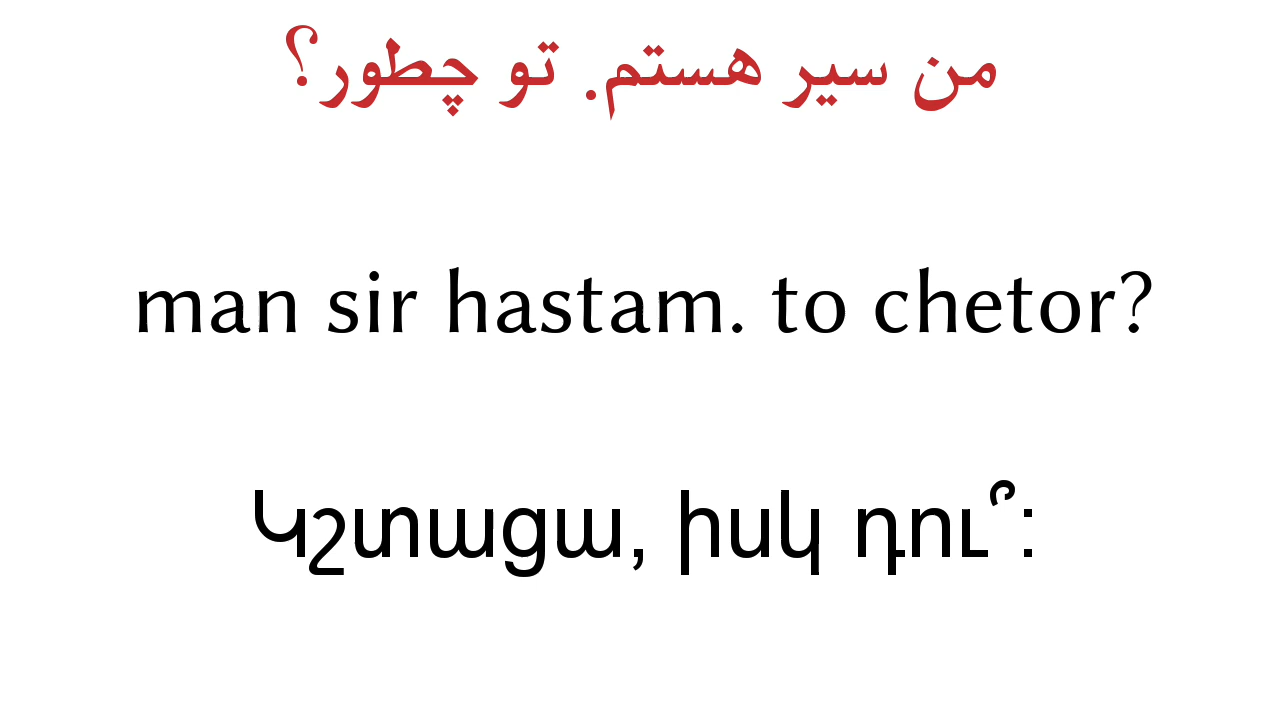 من سیر هستم. تو چطور؟
man sir hastam. to chetor?
Կշտացա, իսկ դու՞: